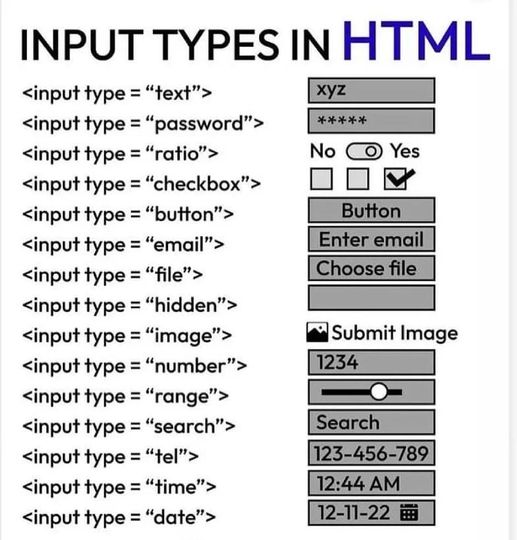 INPUT TYPES IN HTML
<input type = “text”> xyz
<input type = “password”> *****
<input type = “ratio”> No Yes
<input type = “checkbox”>
<input type = “button”> Button
<input type = “email”> Enter email
<input type = “file”> Choose file
<input type = “hidden”>
<input type = “image”> Submit Image
<input type = “number”> 1234
<input type = “range”>
<input type = “search”> Search
<input type = “tel”> 123-456-789
<input type = “time”> 12:44 AM
<input type = “date”> 12-11-22